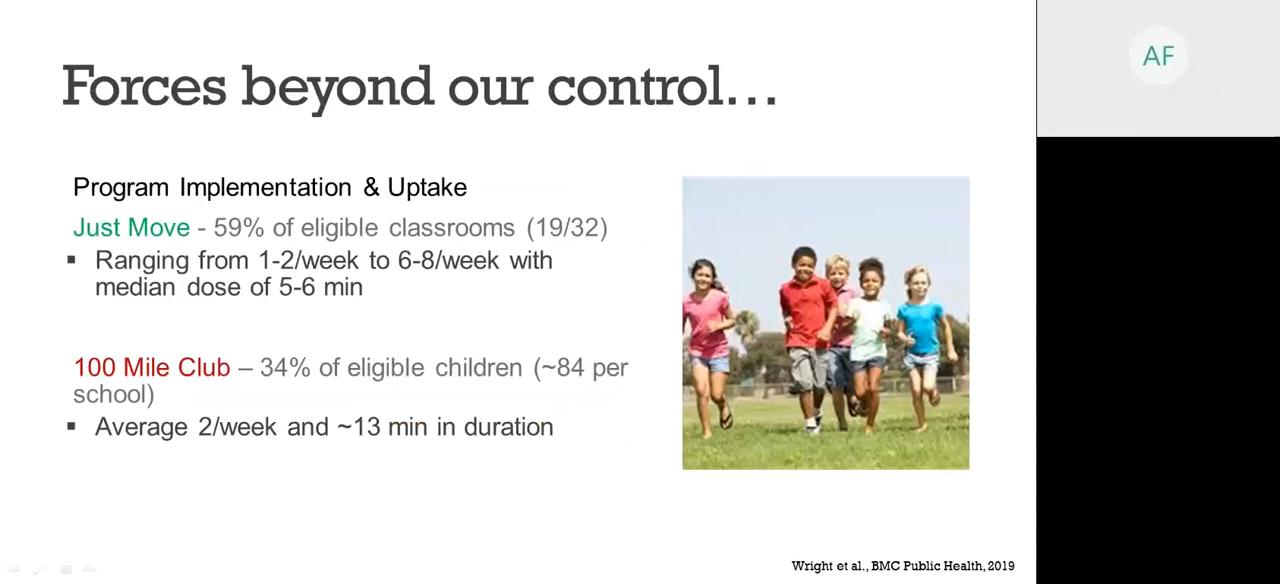 Forces beyond our control...
AF
Program Implementation & Uptake
Just Move - 59% of eligible classrooms (19/32)
▪ Ranging from 1-2/week to 6-8/week with
median dose of 5-6 min
100 Mile Club – 34% of eligible children (~84 per
school)
▪ Average 2/week and ~13 min in duration
Wright et al., BMC Public Health, 2019